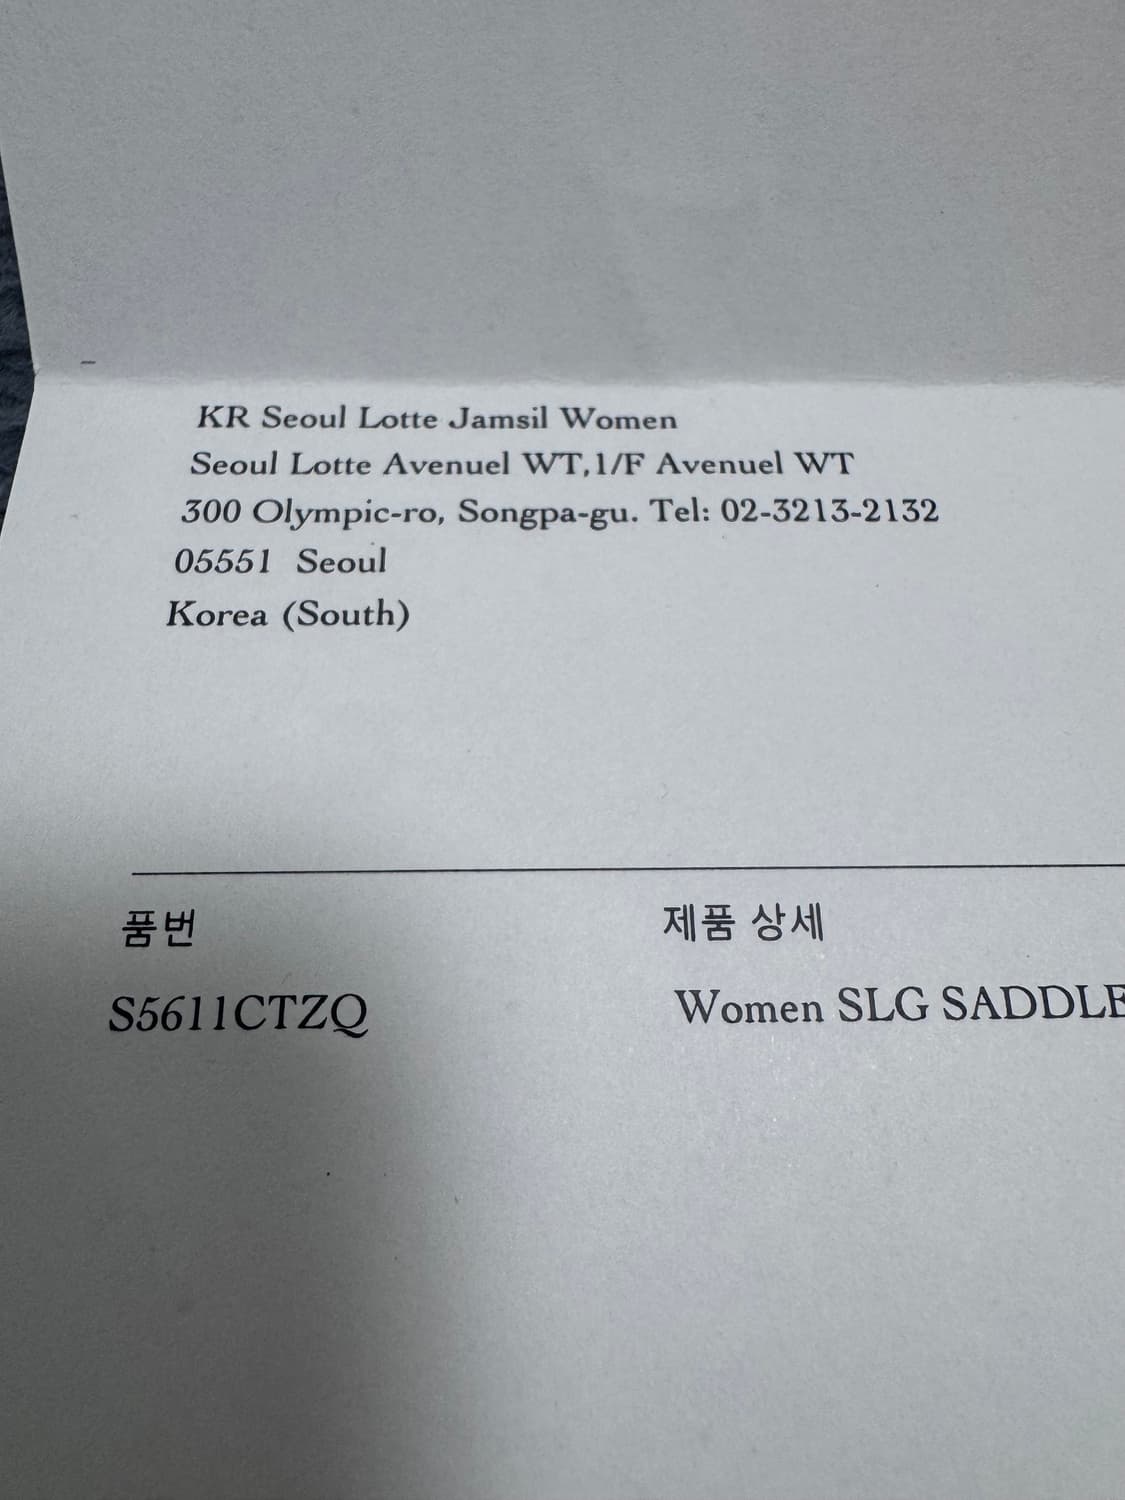 KR Seoul Lotte Jamsil Women
Seoul Lotte Avenuel WT,1/F Avenuel WT
300 Olympic-ro, Songpa-gu. Tel: 02-3213-2132
05551 Seoul
Korea (South)
품번 제품 상세
S5611CTZQ Women SLG SADDLE